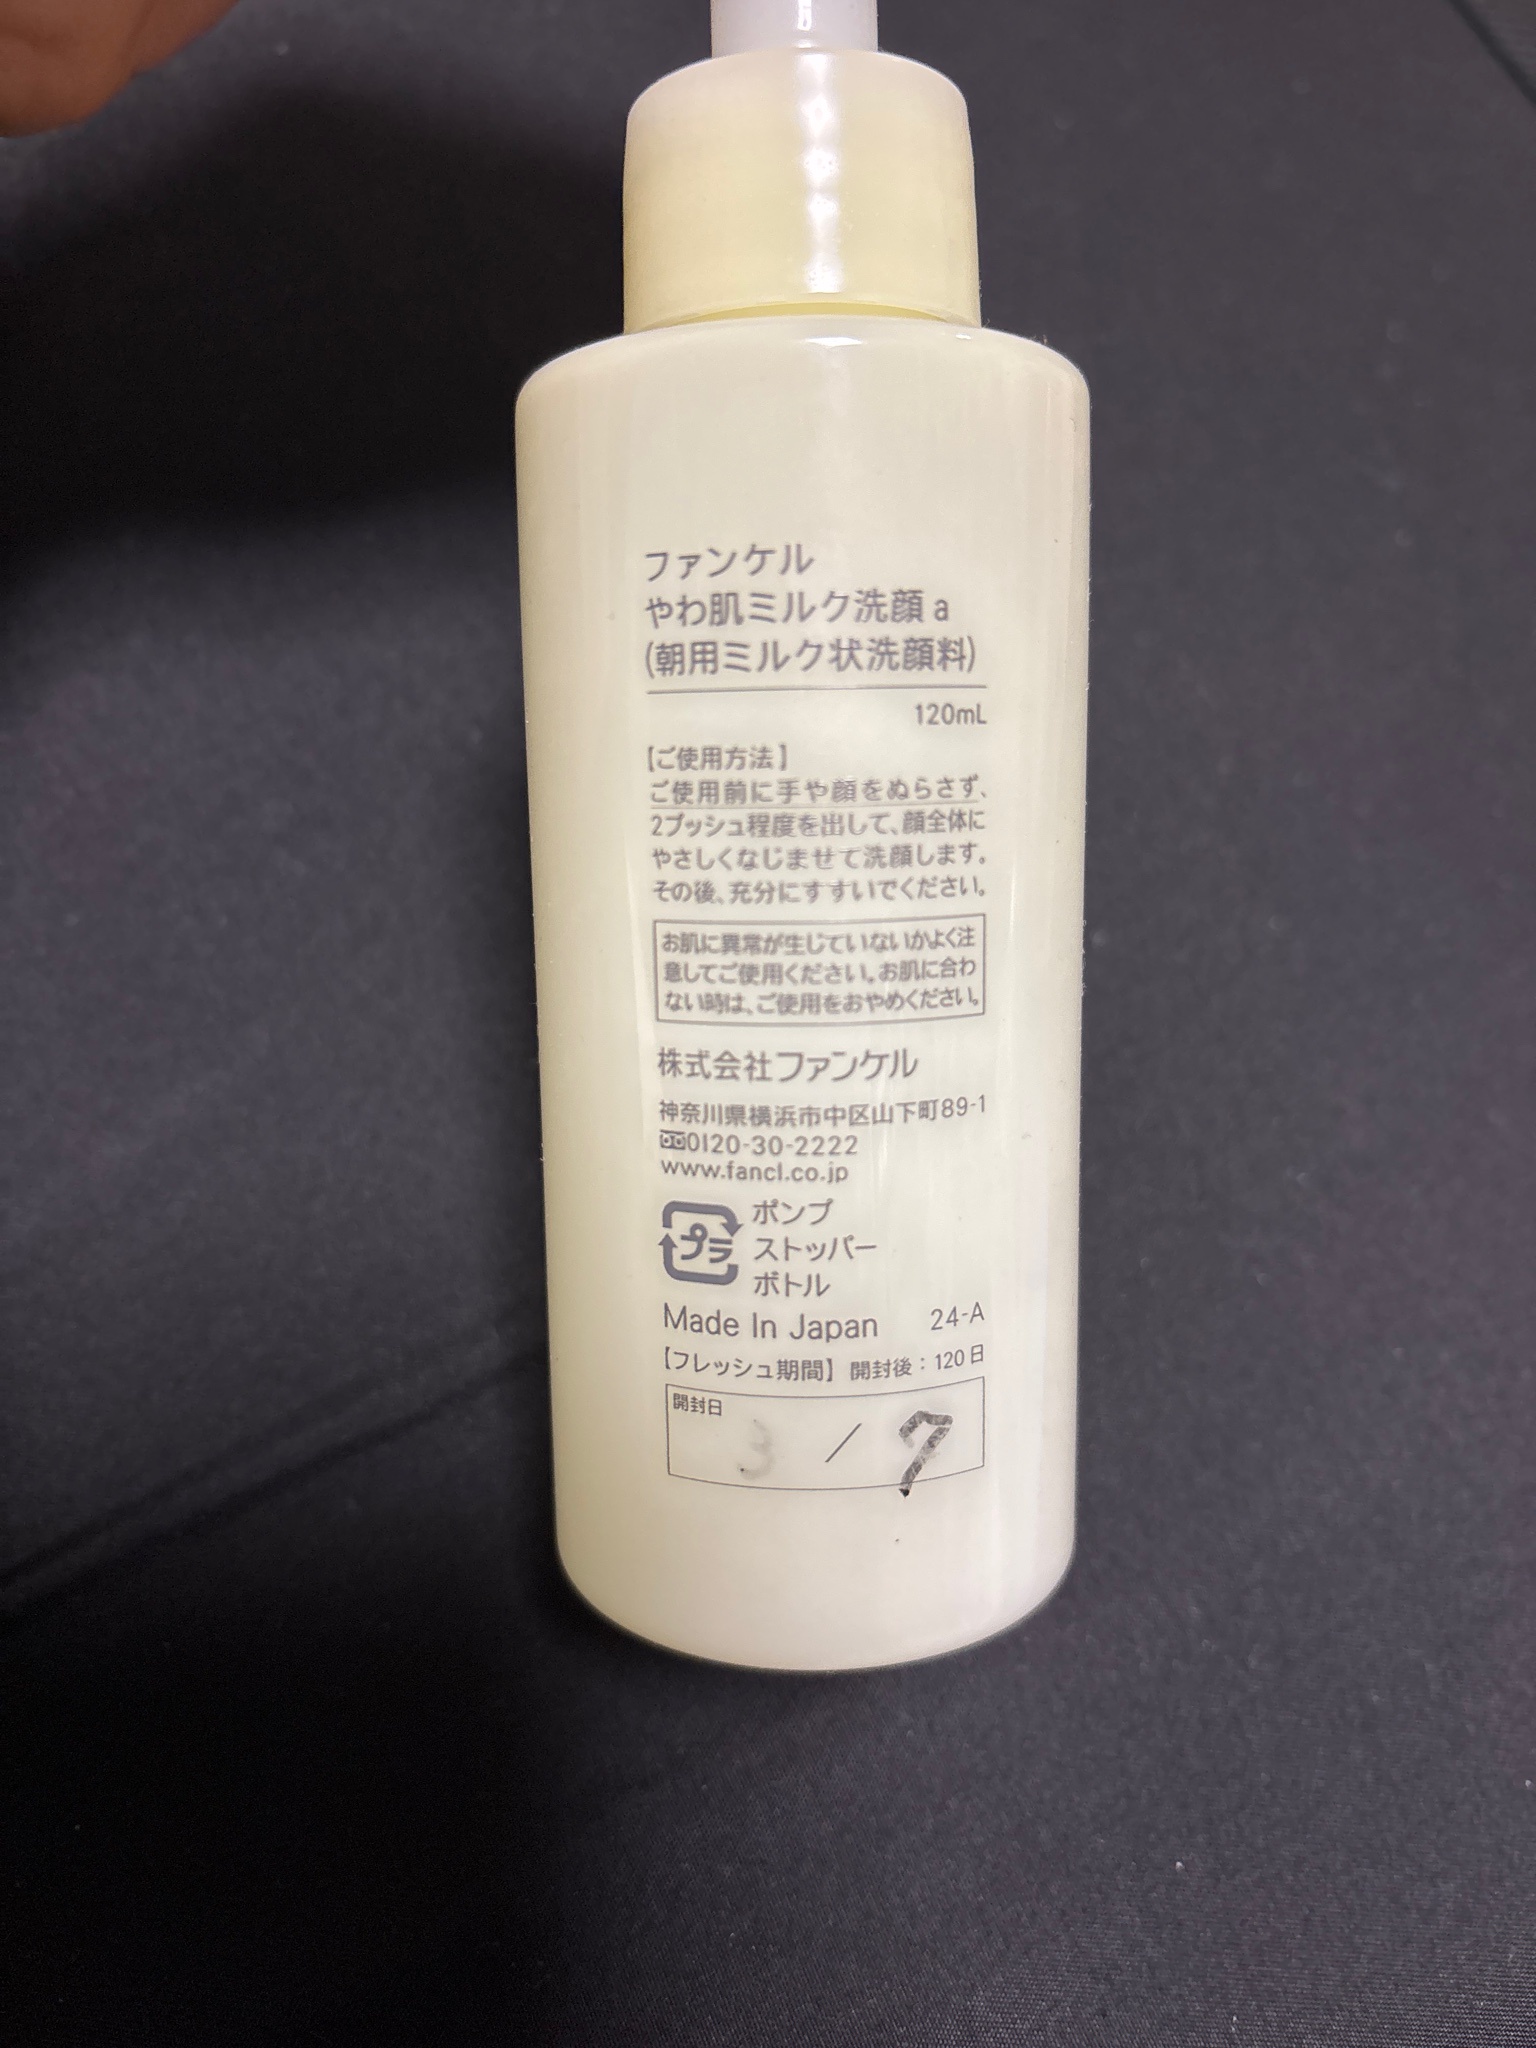 ファンケル
やわ肌ミルク洗顔 a
(朝用ミルク状洗顔料)
120mL
【ご使用方法】
ご使用前に手や顔をぬらさず、
2プッシュ程度を出して、顔全体に
やさしくなじませて洗顔します。
その後、充分にすすいでください。
お肌に異常が生じていないかよく注
意してご使用ください。お肌に合わ
ない時は、ご使用をおやめください。
株式会社ファンケル
神奈川県横浜市中区山下町89-1
0120-30-2222
www.fancl.co.jp
プラ ポンプ
ストッパー
ボトル
Made In Japan 24-A
【フレッシュ期間】 開封後：120日
開封日
3 / 7